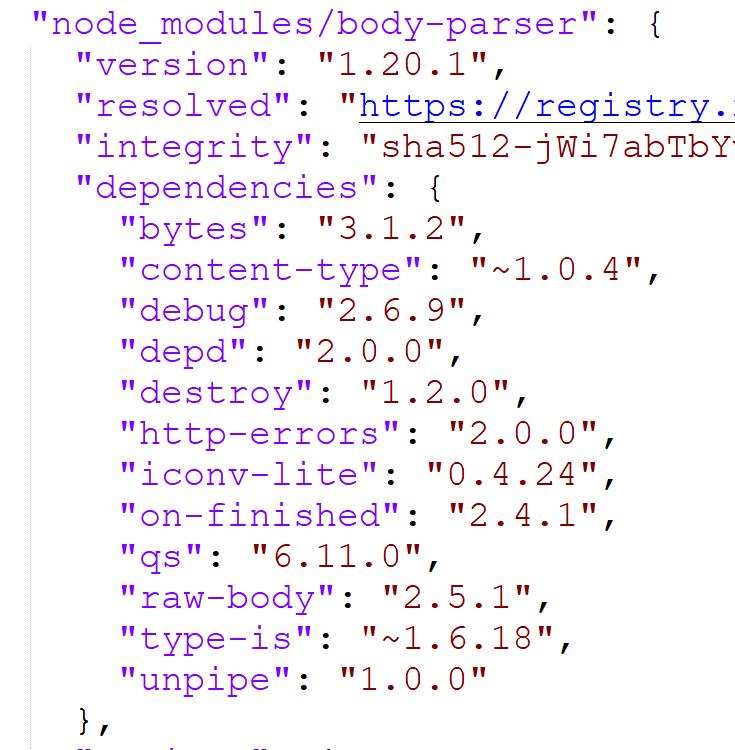 "node_modules/body-parser": {
"version": "1.20.1",
"resolved": "https://registry.
"integrity": "sha512-jWi7abTbY
"dependencies": {
"bytes": "3.1.2",
"content-type": "~1.0.4",
"debug": "2.6.9",
"depd": "2.0.0",
"destroy": "1.2.0",
"http-errors": "2.0.0",
"iconv-lite": "0.4.24",
"on-finished": "2.4.1",
"qs": "6.11.0",
"raw-body": "2.5.1",
"type-is": "~1.6.18",
"unpipe": "1.0.0"
},